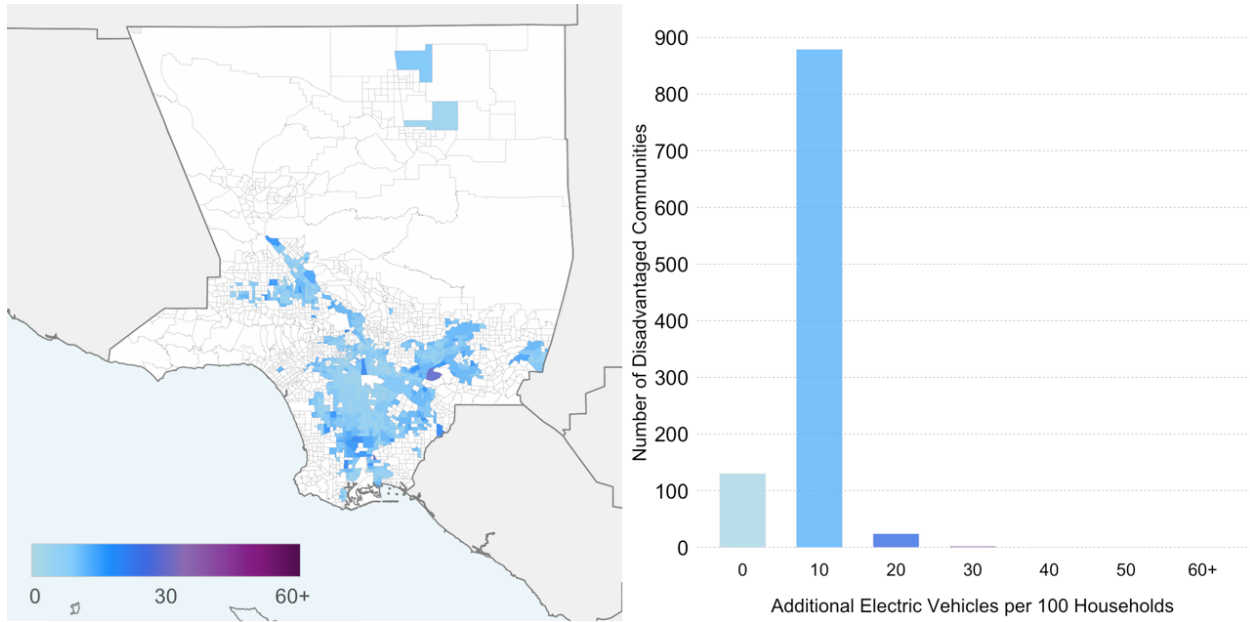 0 30 60+
900
800
700
600
500
400
300
200
100
0
Number of Disadvantaged Communities
0 10 20 30 40 50 60+
Additional Electric Vehicles per 100 Households